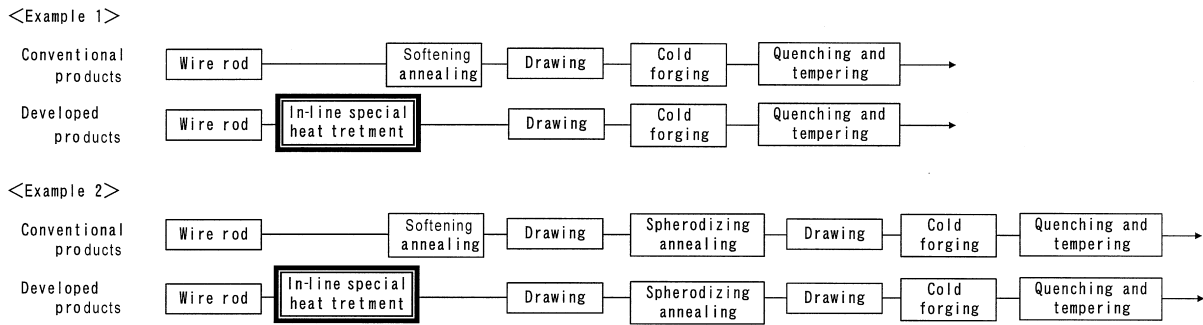 <Example 1>
Conventional products
Wire rod
Softening annealing
Drawing
Cold forging
Quenching and tempering
Developed products
Wire rod
In-line special heat tretment
Drawing
Cold forging
Quenching and tempering
<Example 2>
Conventional products
Wire rod
Softening annealing
Drawing
Spherodizing annealing
Drawing
Cold forging
Quenching and tempering
Developed products
Wire rod
In-line special heat tretment
Drawing
Spherodizing annealing
Drawing
Cold forging
Quenching and tempering